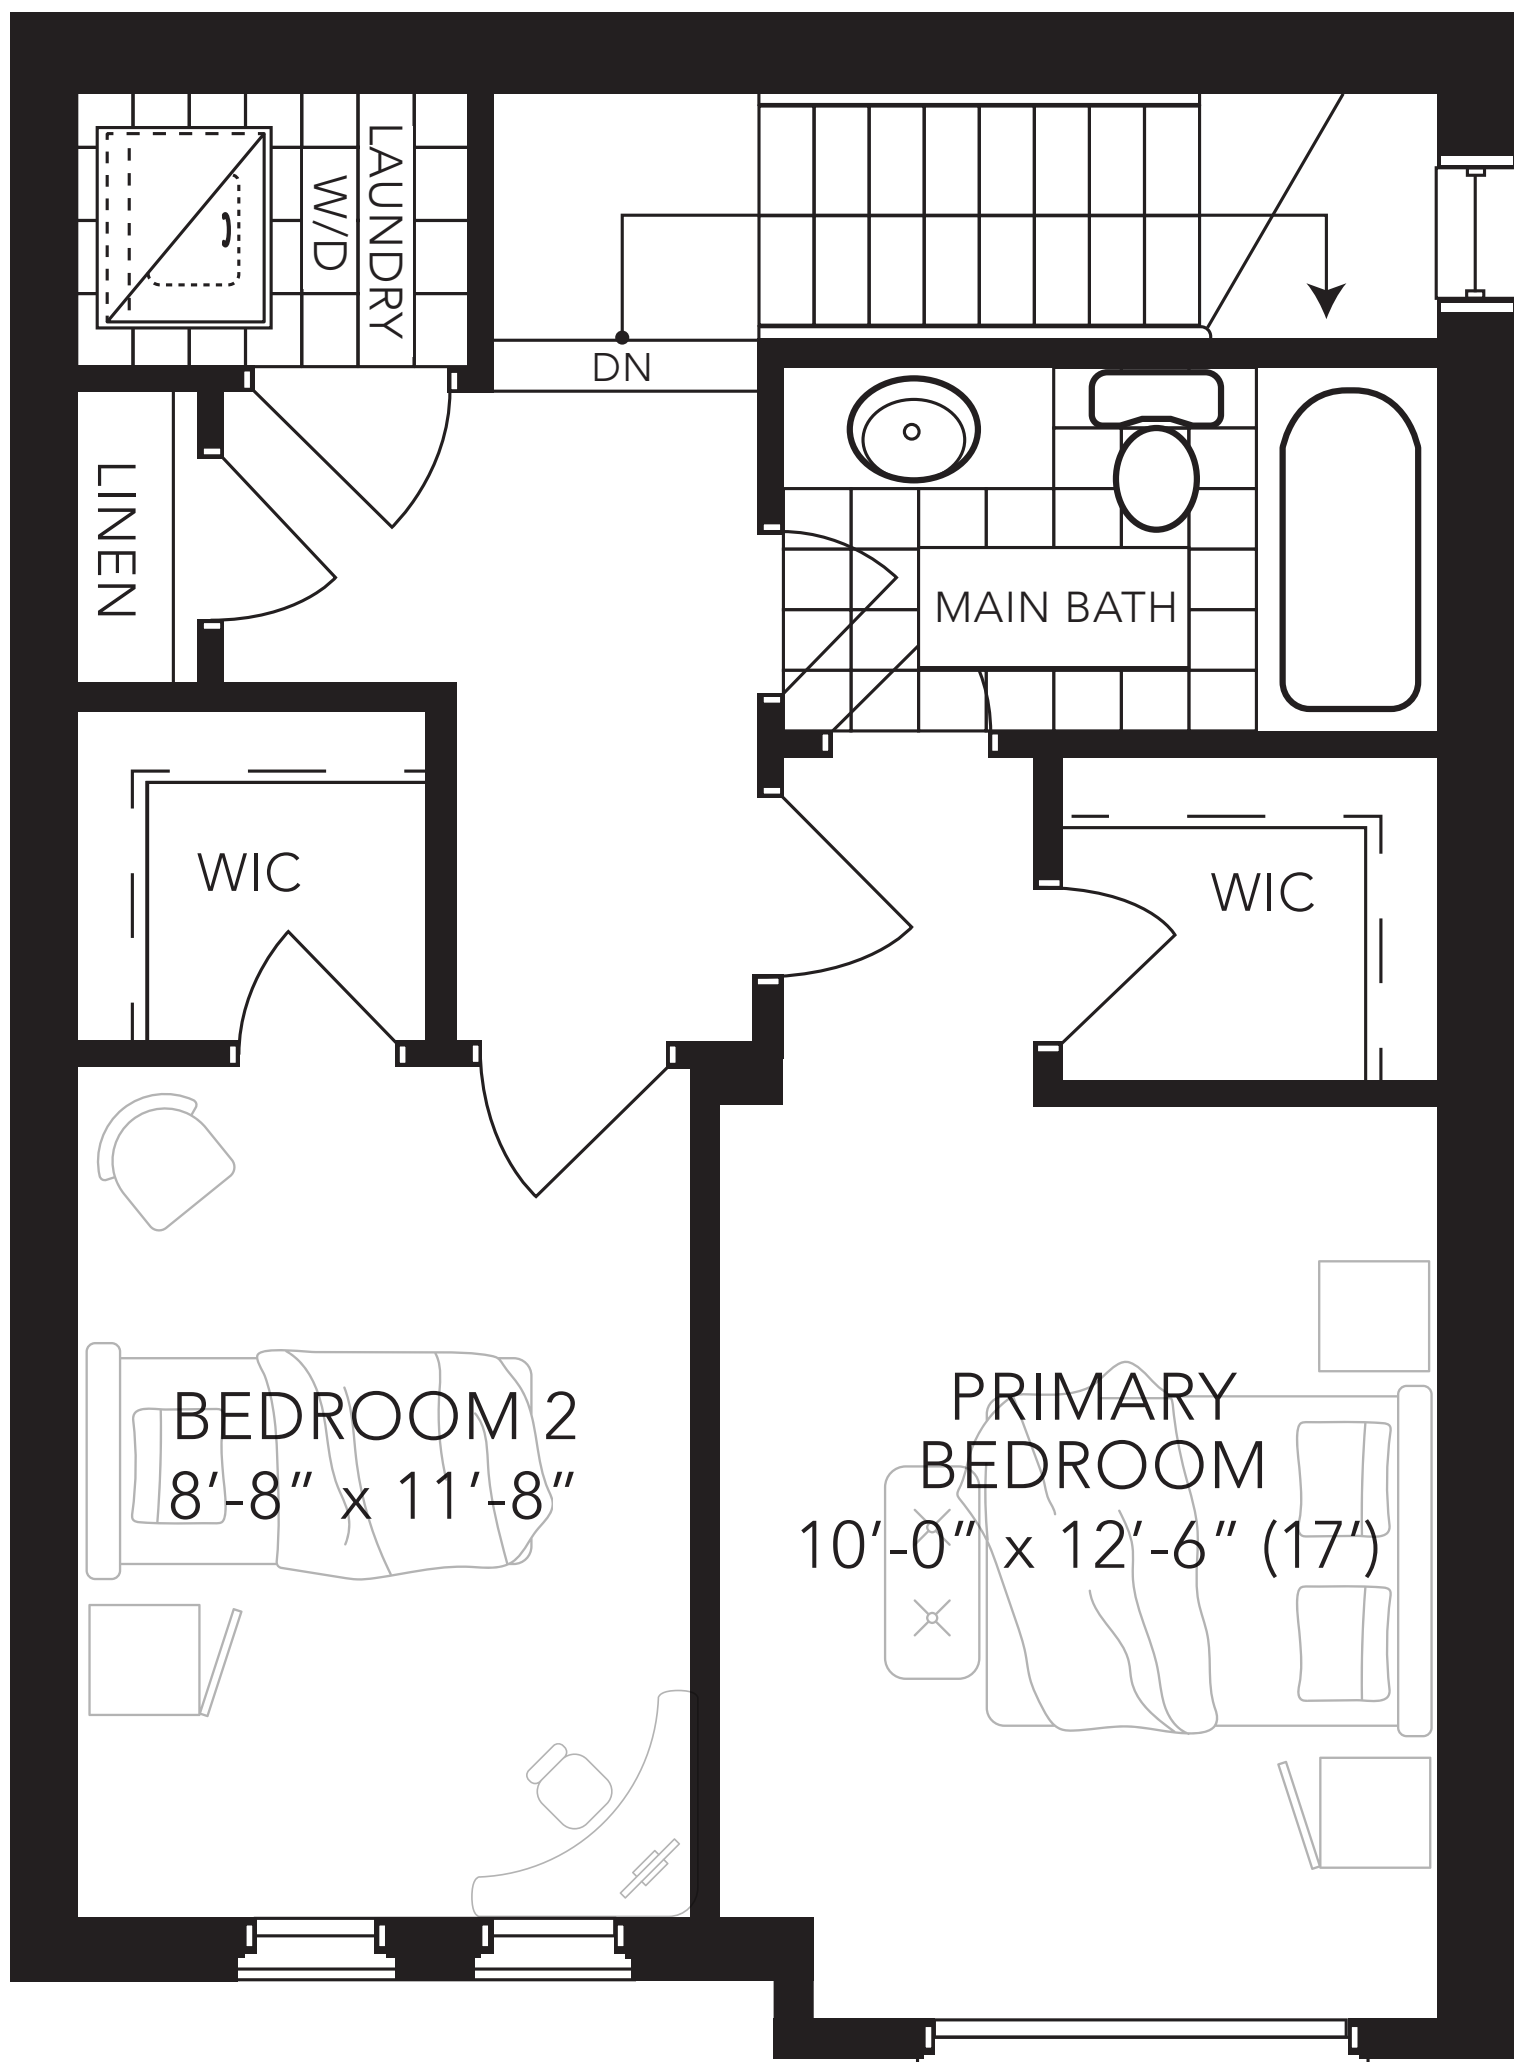 LAUNDRY
W/D
DN
LINEN
MAIN BATH
WIC
WIC
BEDROOM 2
8′-8″ x 11′-8″
PRIMARY
BEDROOM
10′-0″ x 12′-6″ (17′)